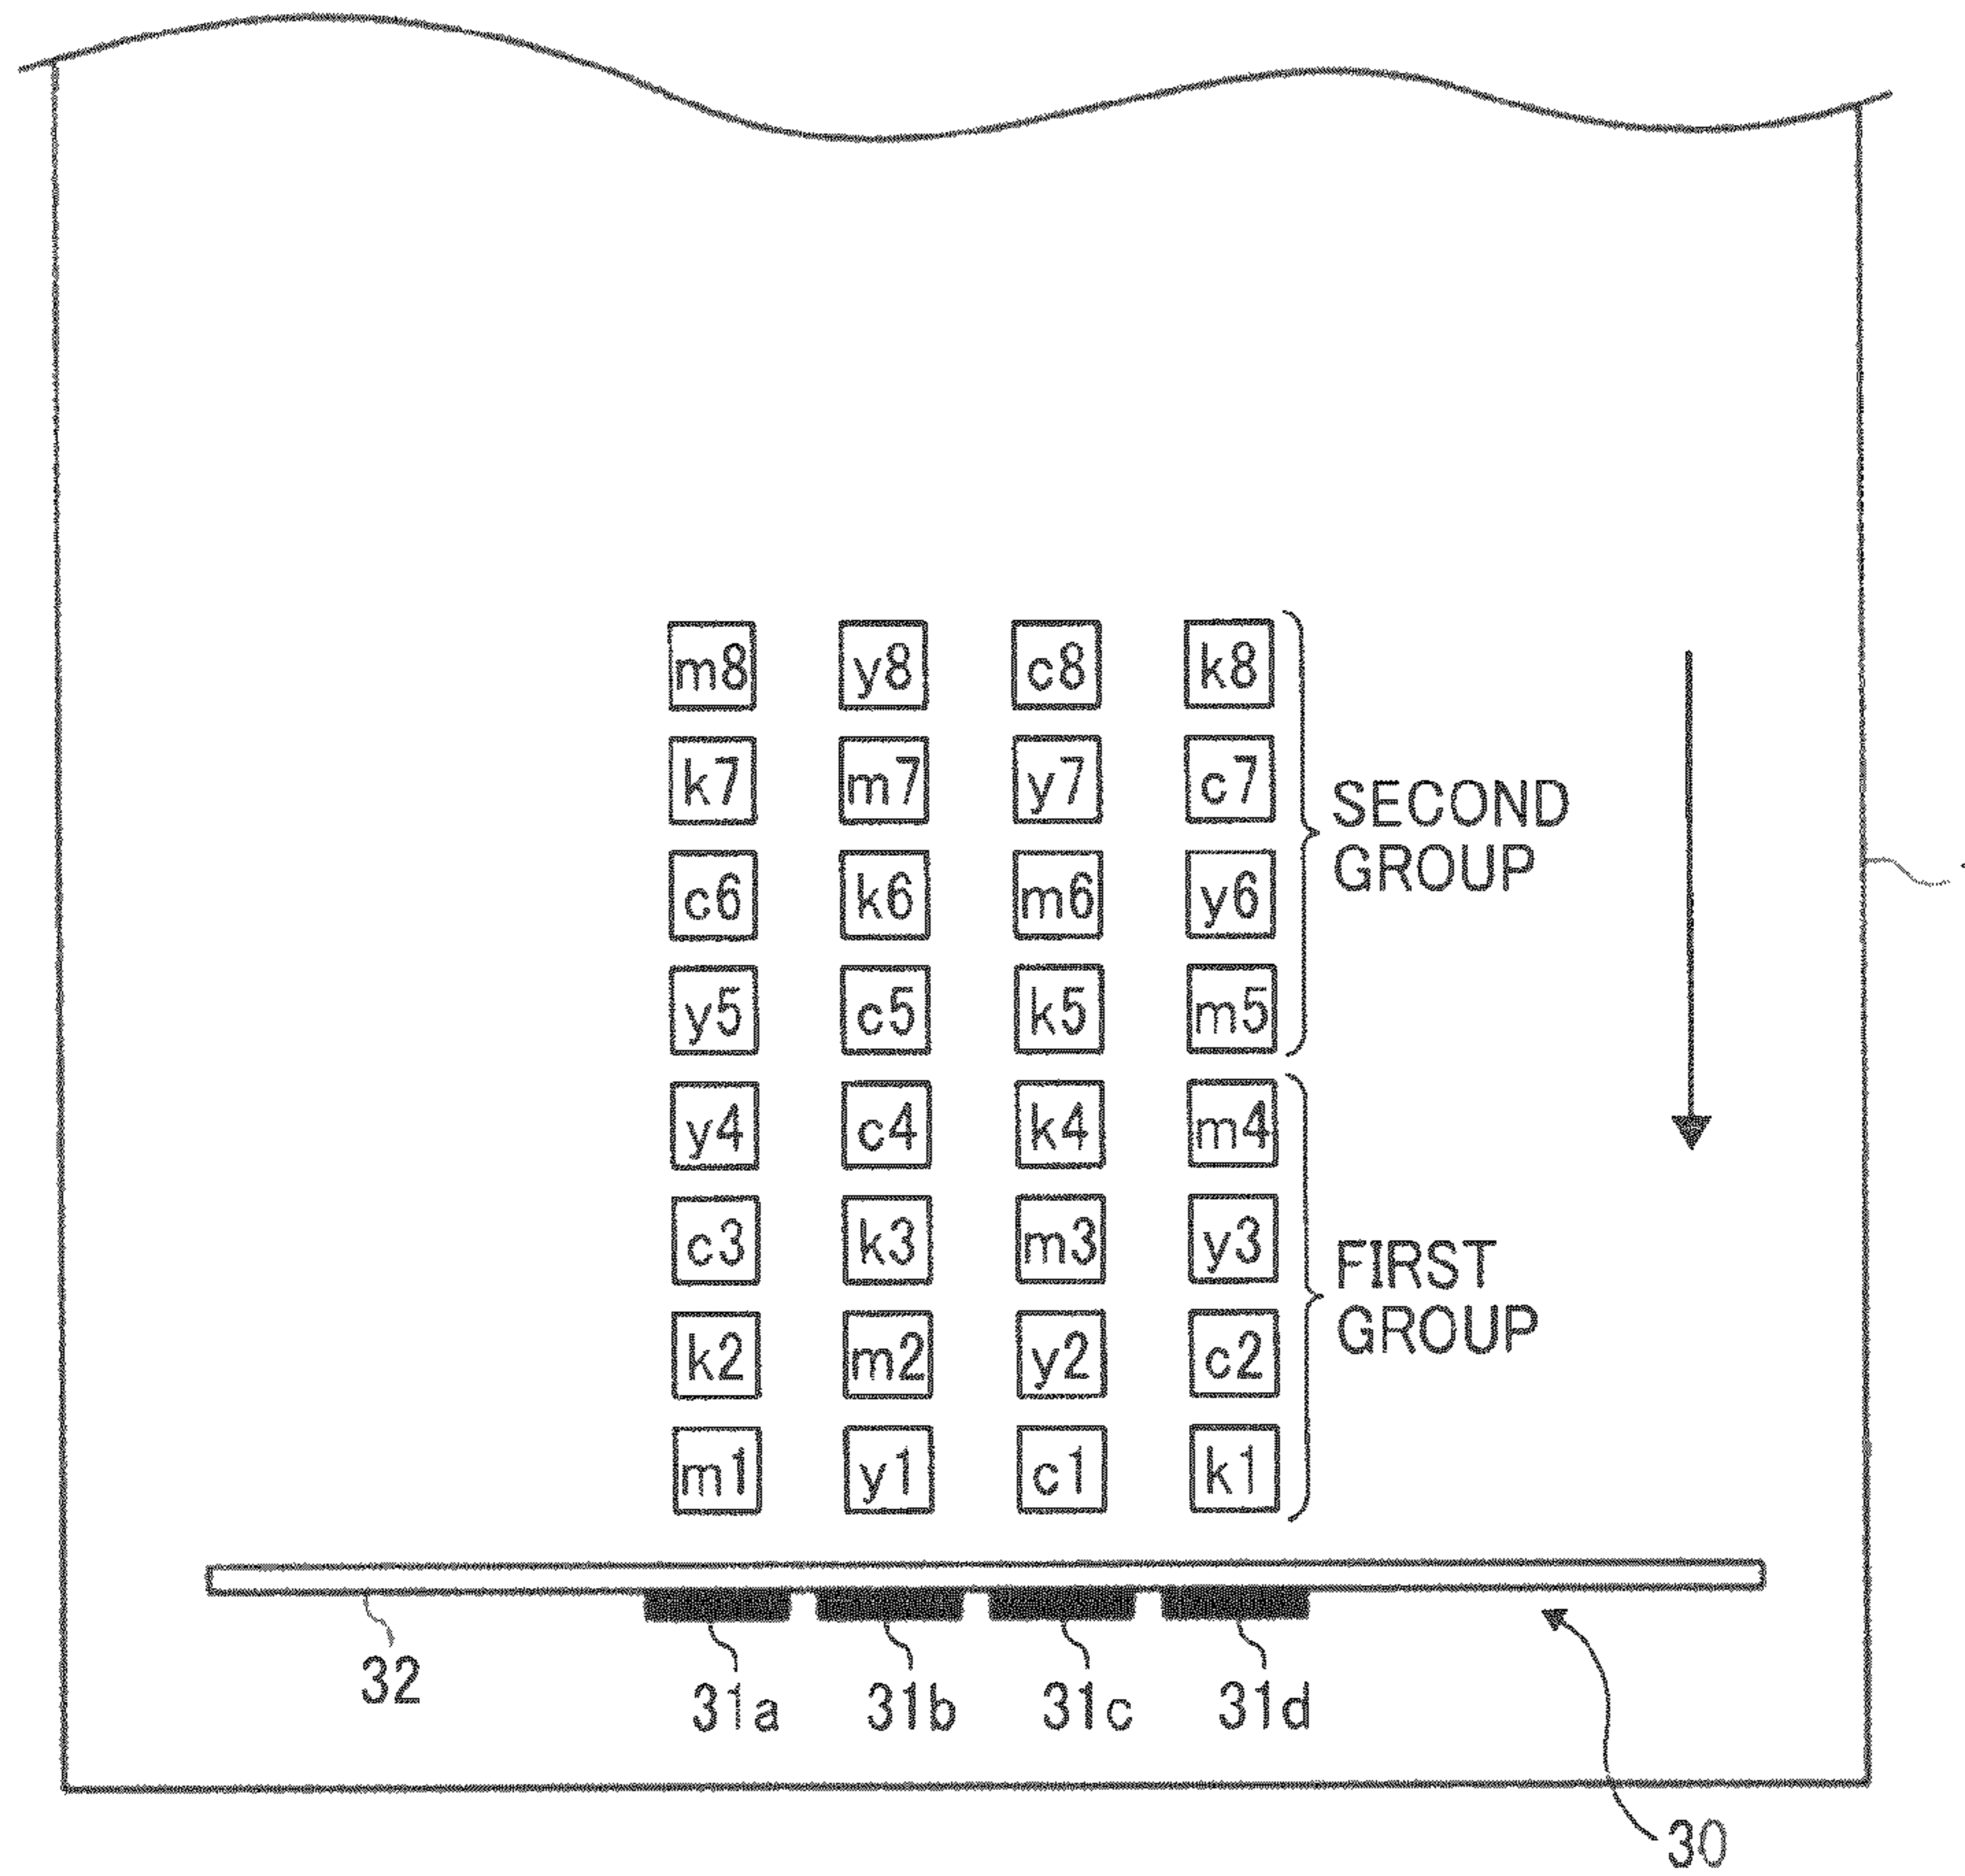 m8 y8 c8 k8
k7 m7 y7 c7
SECOND
GROUP
c6 k6 m6 y6
y5 c5 k5 m5
y4 c4 k4 m4
c3 k3 m3 y3
FIRST
GROUP
k2 m2 y2 c2
m1 y1 c1 k1
32
31a 31b 31c 31d
30